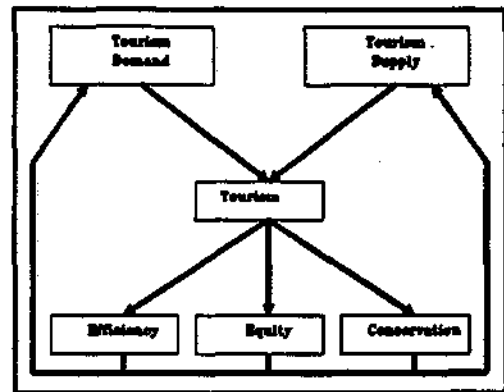 Tourism
Demand
Tourism
Supply
Tourism
Efficiency
Equity
Conservation